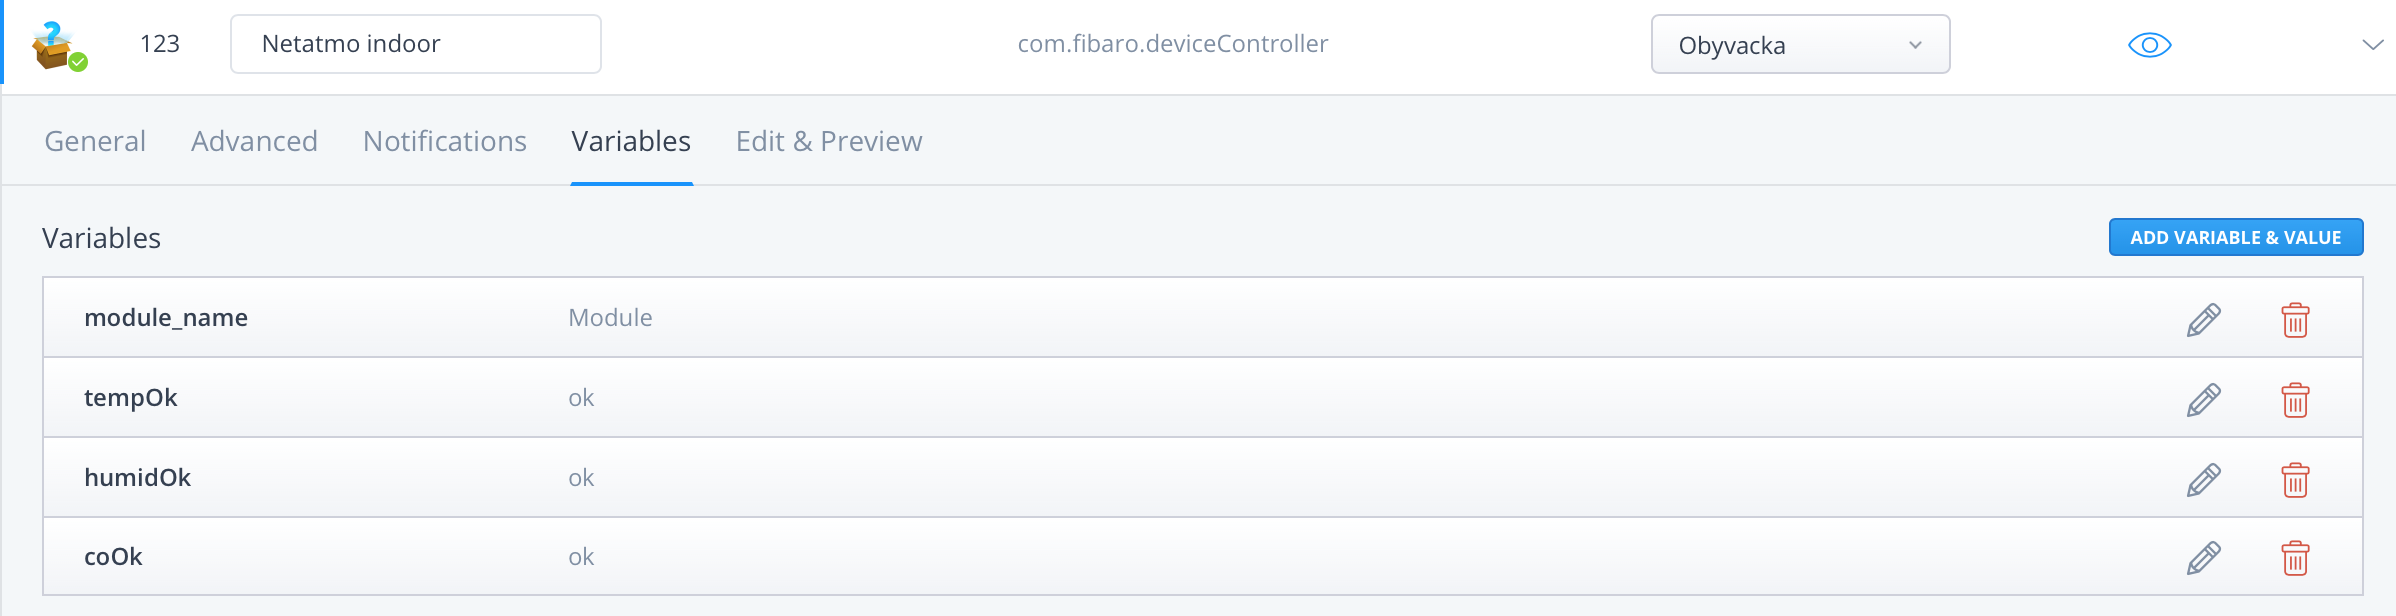 123 Netatmo indoor com.fibaro.deviceController Obyvacka
General Advanced Notifications Variables Edit & Preview
Variables ADD VARIABLE & VALUE
module_name Module
tempOk ok
humidOk ok
coOk ok